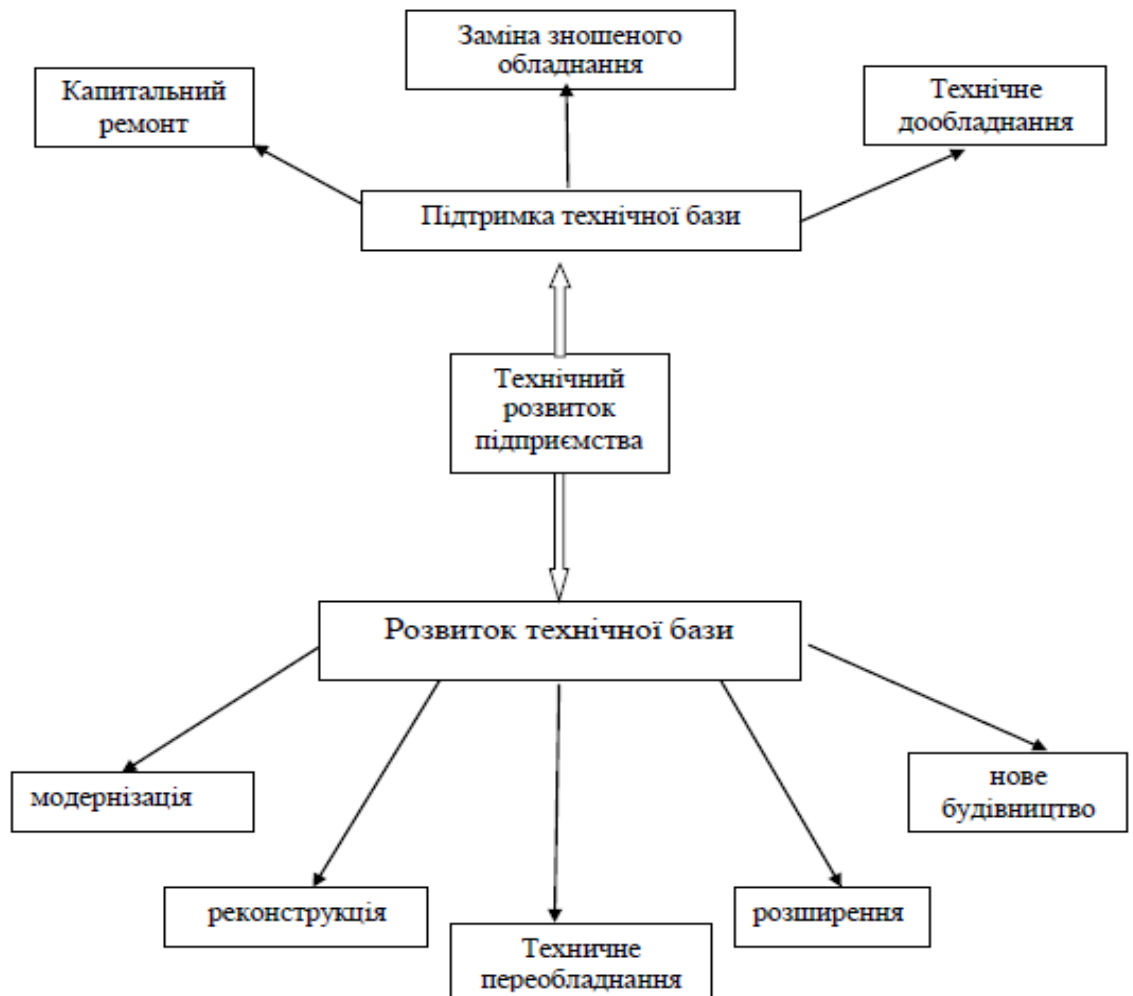 Заміна зношеного
обладнання
Капитальний
ремонт
Технічне
дообладнання
Підтримка технічної бази
Технічний
розвиток
підприємства
Розвиток технічної бази
модернізація
нове
будівництво
реконструкція
розширення
Техничне
переобладнання